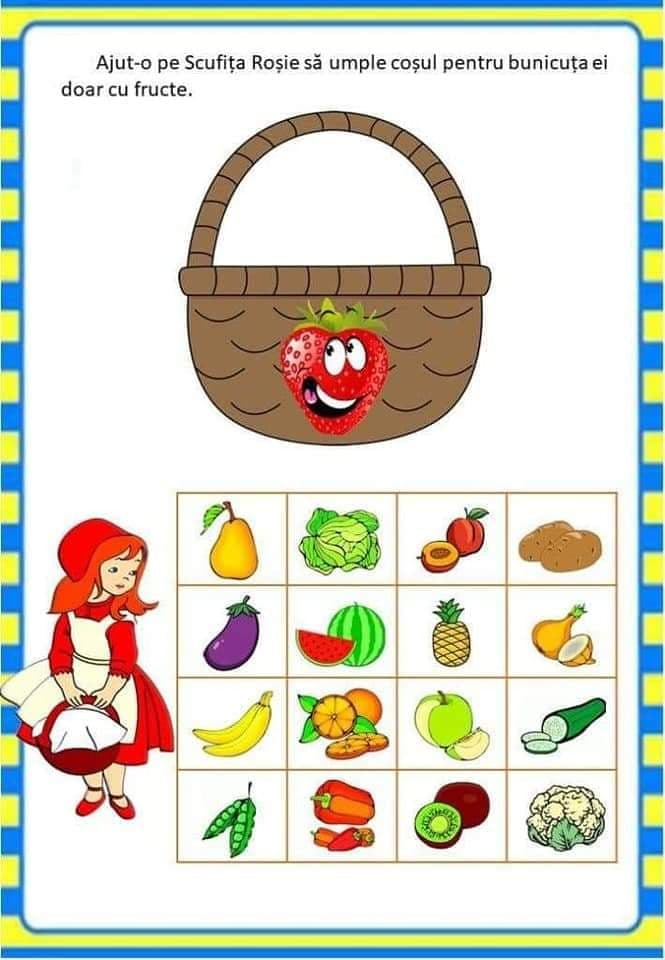 Ajut-o pe Scufița Roșie să umple coșul pentru bunicuța ei
doar cu fructe.